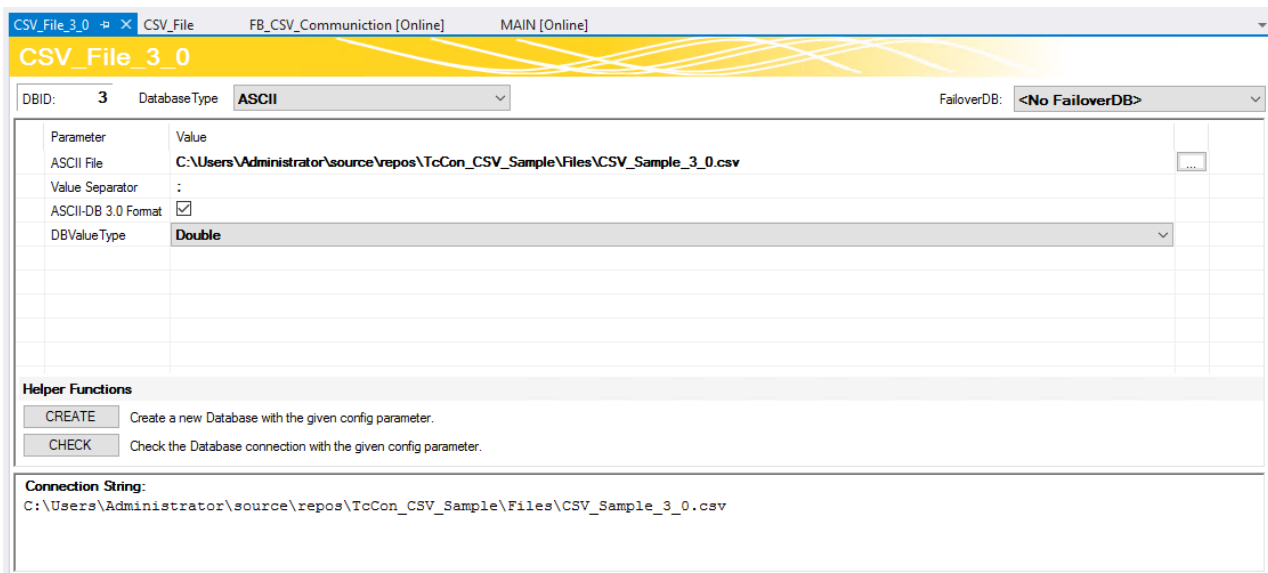 CSV_File_3_0 CSV_File FB_CSV_Communiction [Online] MAIN [Online]
CSV_File_3_0
DBID: 3 DatabaseType ASCII FailoverDB: <No FailoverDB>
Parameter Value
ASCII File C:\Users\Administrator\source\repos\TcCon_CSV_Sample\Files\CSV_Sample_3_0.csv ...
Value Separator :
ASCII-DB 3.0 Format
DBValueType Double
Helper Functions
CREATE Create a new Database with the given config parameter.
CHECK Check the Database connection with the given config parameter.
Connection String:
C:\Users\Administrator\source\repos\TcCon_CSV_Sample\Files\CSV_Sample_3_0.csv